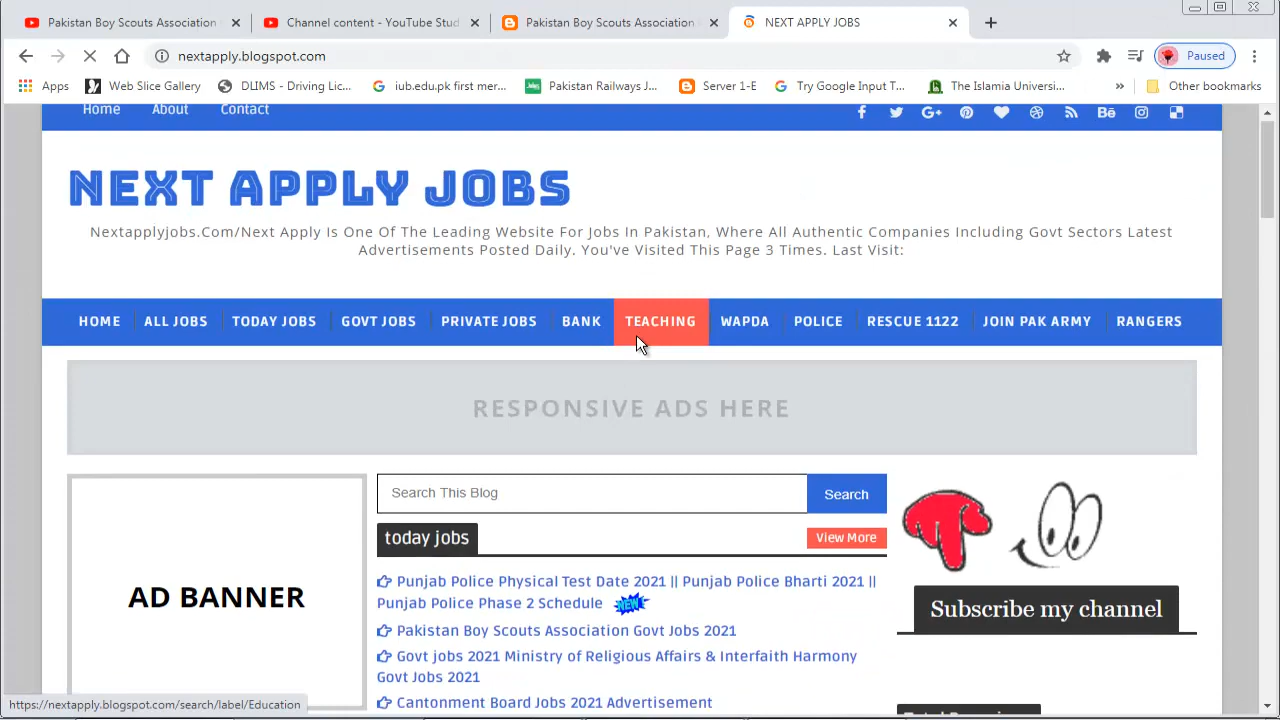 Pakistan Boy Scouts Association
Channel content - YouTube Stud
Pakistan Boy Scouts Association
NEXT APPLY JOBS
nextapply.blogspot.com
Paused
Apps
Web Slice Gallery
DLIMS - Driving Lic...
iub.edu.pk first mer...
Pakistan Railways J...
Server 1-E
Try Google Input T...
The Islamia Universi...
»
Other bookmarks
Home About Contact
NEXT APPLY JOBS
Nextapplyjobs.Com/Next Apply Is One Of The Leading Website For Jobs In Pakistan, Where All Authentic Companies Including Govt Sectors Latest
Advertisements Posted Daily. You've Visited This Page 3 Times. Last Visit:
HOME ALL JOBS TODAY JOBS GOVT JOBS PRIVATE JOBS BANK TEACHING WAPDA POLICE RESCUE 1122 JOIN PAK ARMY RANGERS
RESPONSIVE ADS HERE
AD BANNER
Search This Blog
Search
today jobs
View More
Punjab Police Physical Test Date 2021 || Punjab Police Bharti 2021 ||
Punjab Police Phase 2 Schedule NEW
Pakistan Boy Scouts Association Govt Jobs 2021
Govt jobs 2021 Ministry of Religious Affairs & Interfaith Harmony
Govt Jobs 2021
Cantonment Board Jobs 2021 Advertisement
Subscribe my channel
https://nextapply.blogspot.com/search/label/Education